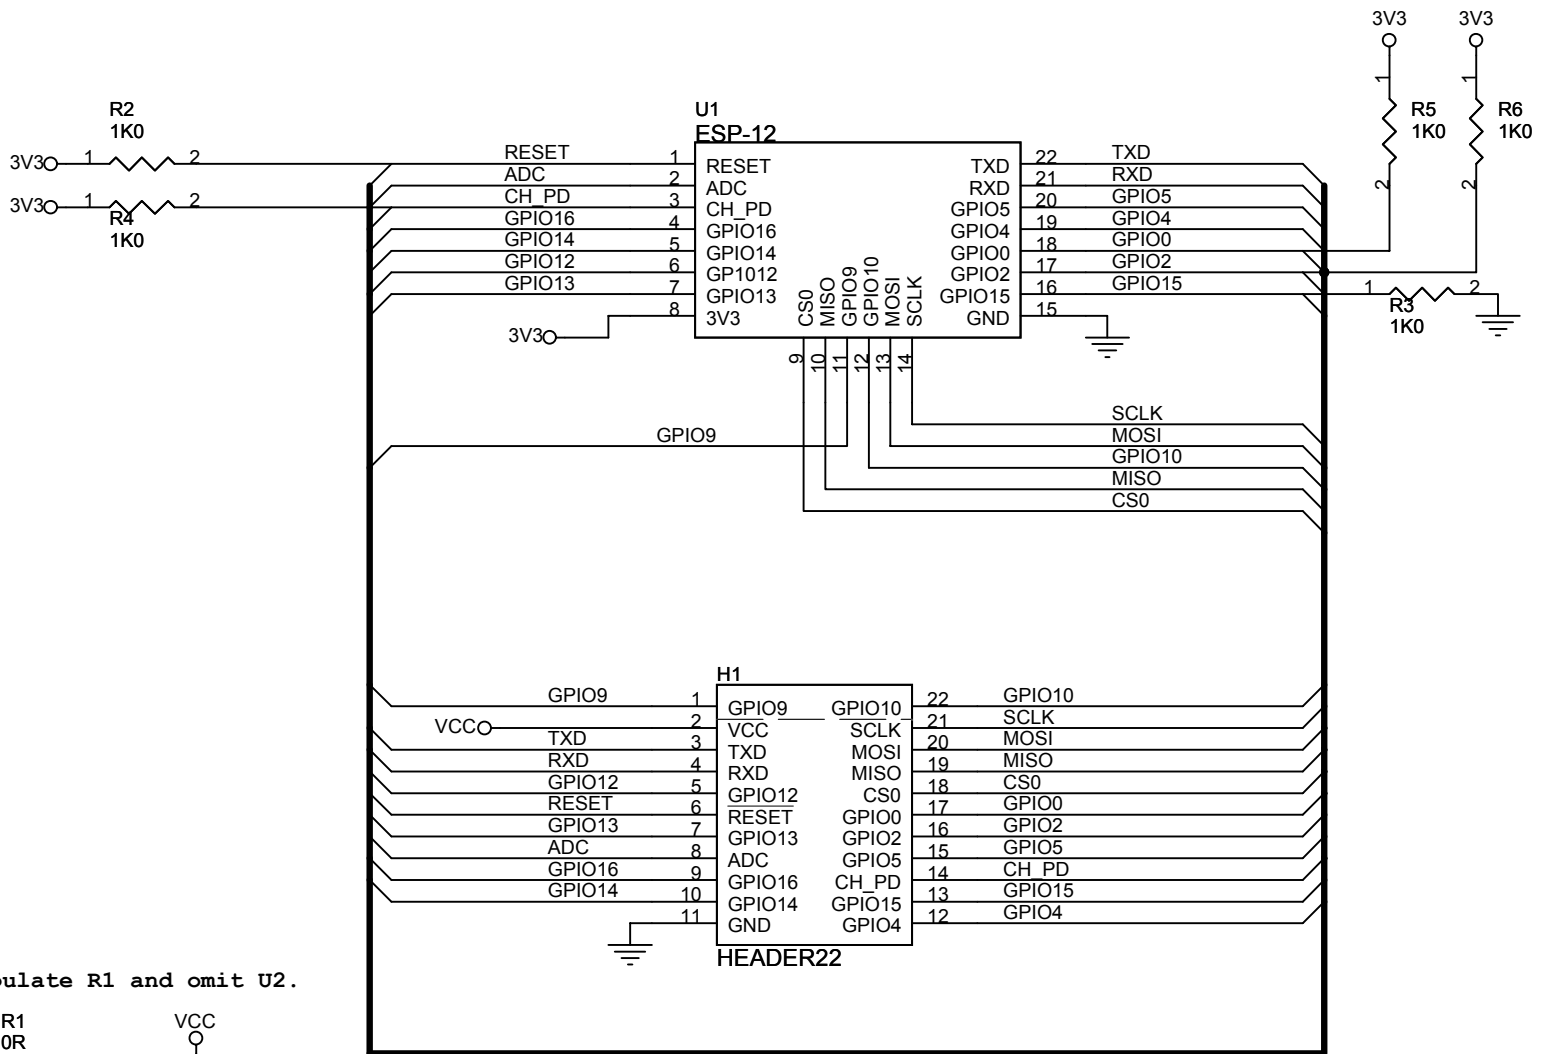 3V3
3V3
R5
1K0
R6
1K0
1
1
2
2
R2
1K0
3V3
1
2
3V3
1
2
R4
1K0
U1
ESP-12
RESET
1
RESET
ADC
2
ADC
CH_PD
3
CH_PD
GPIO16
4
GPIO16
GPIO14
5
GPIO14
GPIO12
6
GP1012
GPIO13
7
GPIO13
8
3V3
3V3
CS0
MISO
GPIO9
GPIO10
MOSI
SCLK
9
10
11
12
13
14
TXD
22
TXD
RXD
21
RXD
GPIO5
20
GPIO5
GPIO4
19
GPIO4
GPIO0
18
GPIO0
GPIO2
17
GPIO2
GPIO15
16
GPIO15
GND
15
1
2
R3
1K0
SCLK
MOSI
GPIO10
MISO
CS0
GPIO9
H1
GPIO9
1
GPIO9
VCC
2
VCC
TXD
3
TXD
RXD
4
RXD
GPIO12
5
GPIO12
RESET
6
RESET
GPIO13
7
GPIO13
ADC
8
ADC
GPIO16
9
GPIO16
GPIO14
10
GPIO14
11
GND
GPIO10
22
GPIO10
SCLK
21
SCLK
MOSI
20
MOSI
MISO
19
MISO
CS0
18
CS0
GPIO0
17
GPIO0
GPIO2
16
GPIO2
GPIO5
15
GPIO5
CH_PD
14
CH_PD
GPIO15
13
GPIO15
GPIO4
12
GPIO4
HEADER22
ulate R1 and omit U2.
R1
0R
VCC